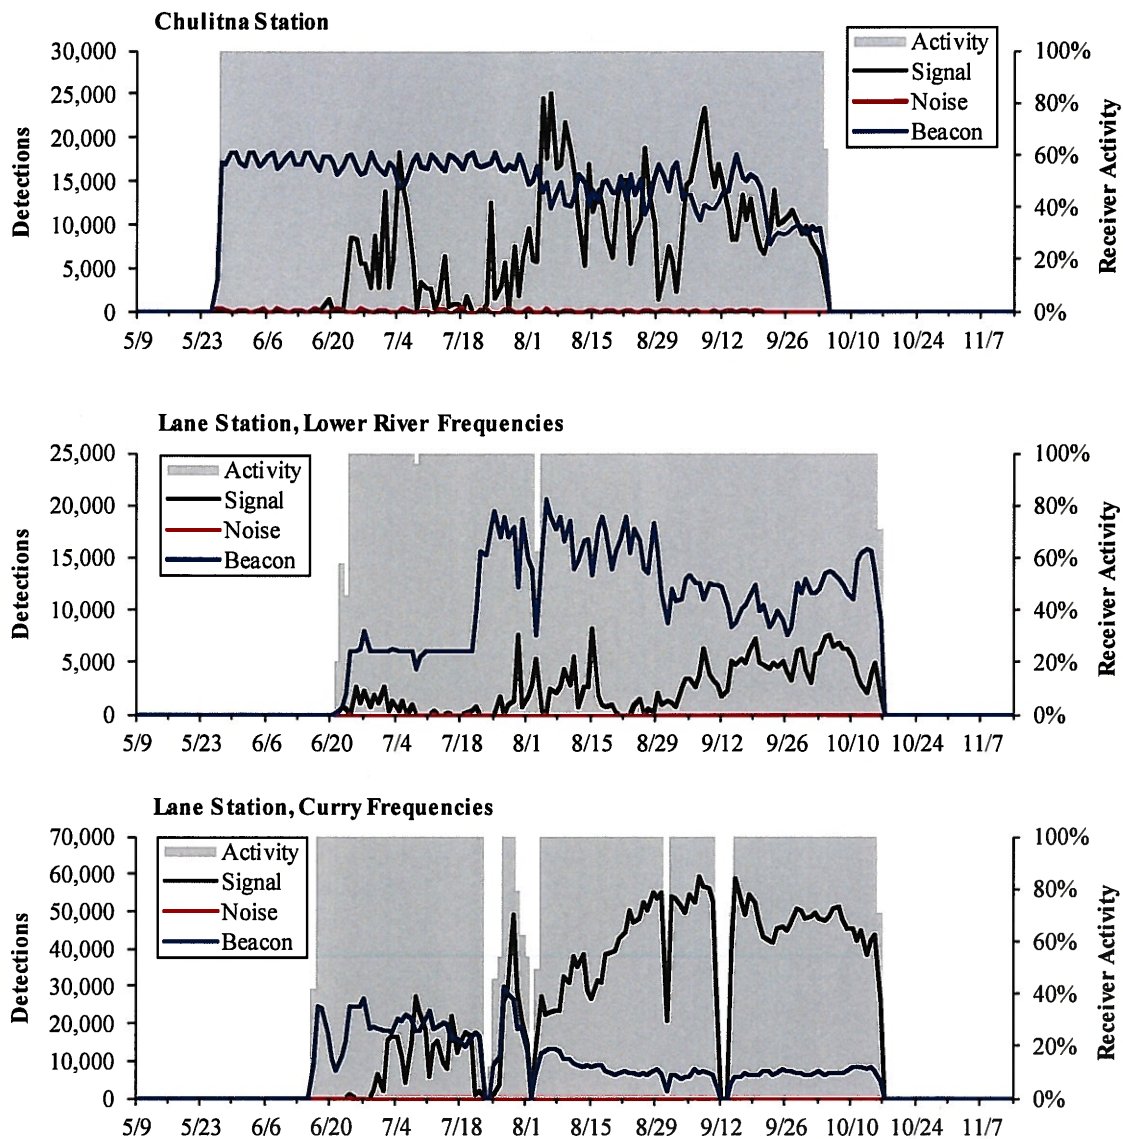 Chulitna Station
30,000
25,000
20,000
15,000
10,000
5,000
0
Detections
Activity
Signal
Noise
Beacon
100%
80%
60%
40%
20%
0%
Receiver Activity
5/9 5/23 6/6 6/20 7/4 7/18 8/1 8/15 8/29 9/12 9/26 10/10 10/24 11/7
Lane Station, Lower River Frequencies
25,000
20,000
15,000
10,000
5,000
0
Detections
Activity
Signal
Noise
Beacon
100%
80%
60%
40%
20%
0%
Receiver Activity
5/9 5/23 6/6 6/20 7/4 7/18 8/1 8/15 8/29 9/12 9/26 10/10 10/24 11/7
Lane Station, Curry Frequencies
70,000
60,000
50,000
40,000
30,000
20,000
10,000
0
Detections
Activity
Signal
Noise
Beacon
100%
80%
60%
40%
20%
0%
Receiver Activity
5/9 5/23 6/6 6/20 7/4 7/18 8/1 8/15 8/29 9/12 9/26 10/10 10/24 11/7